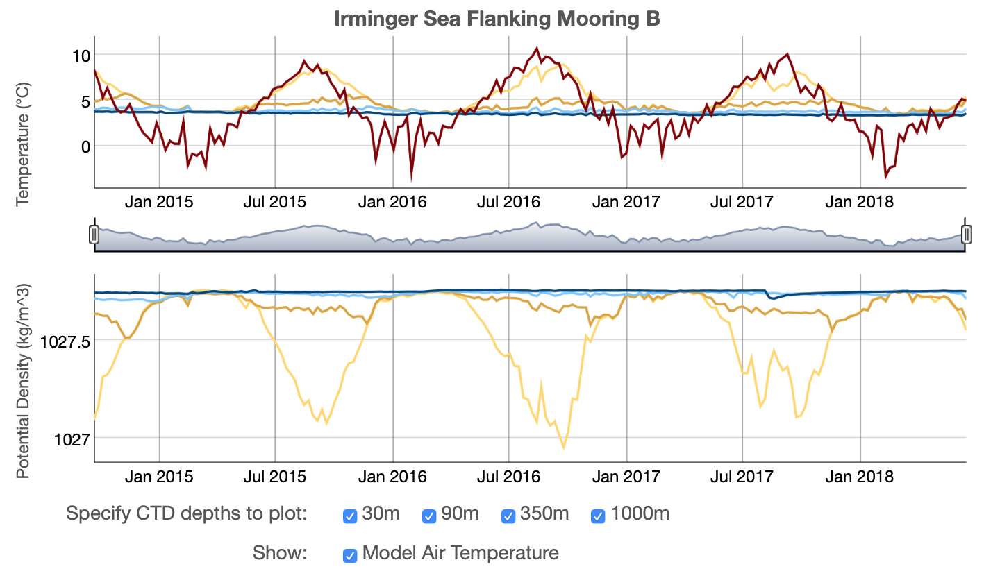 Irminger Sea Flanking Mooring B
Temperature (°C)
10
5
0
Jan 2015 Jul 2015 Jan 2016 Jul 2016 Jan 2017 Jul 2017 Jan 2018
Potential Density (kg/m^3)
1027.5
1027
Jan 2015 Jul 2015 Jan 2016 Jul 2016 Jan 2017 Jul 2017 Jan 2018
Specify CTD depths to plot: 30m 90m 350m 1000m
Show: Model Air Temperature